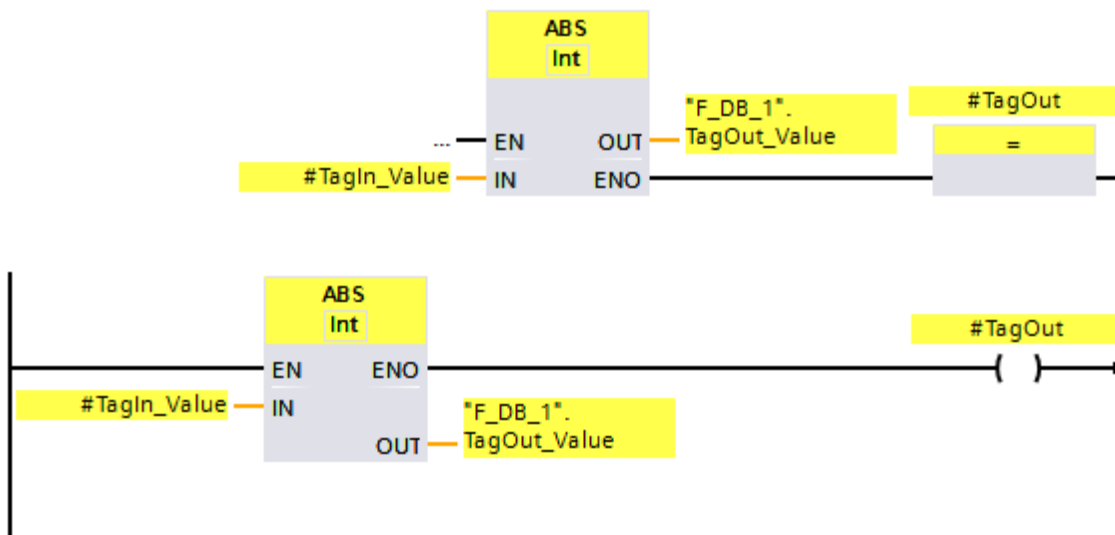 ABS
Int
"F_DB_1".
TagOut_Value
#TagOut
=
... EN OUT
#TagIn_Value IN ENO
ABS
Int
#TagOut
EN ENO
#TagIn_Value IN
"F_DB_1".
TagOut_Value
OUT
( )